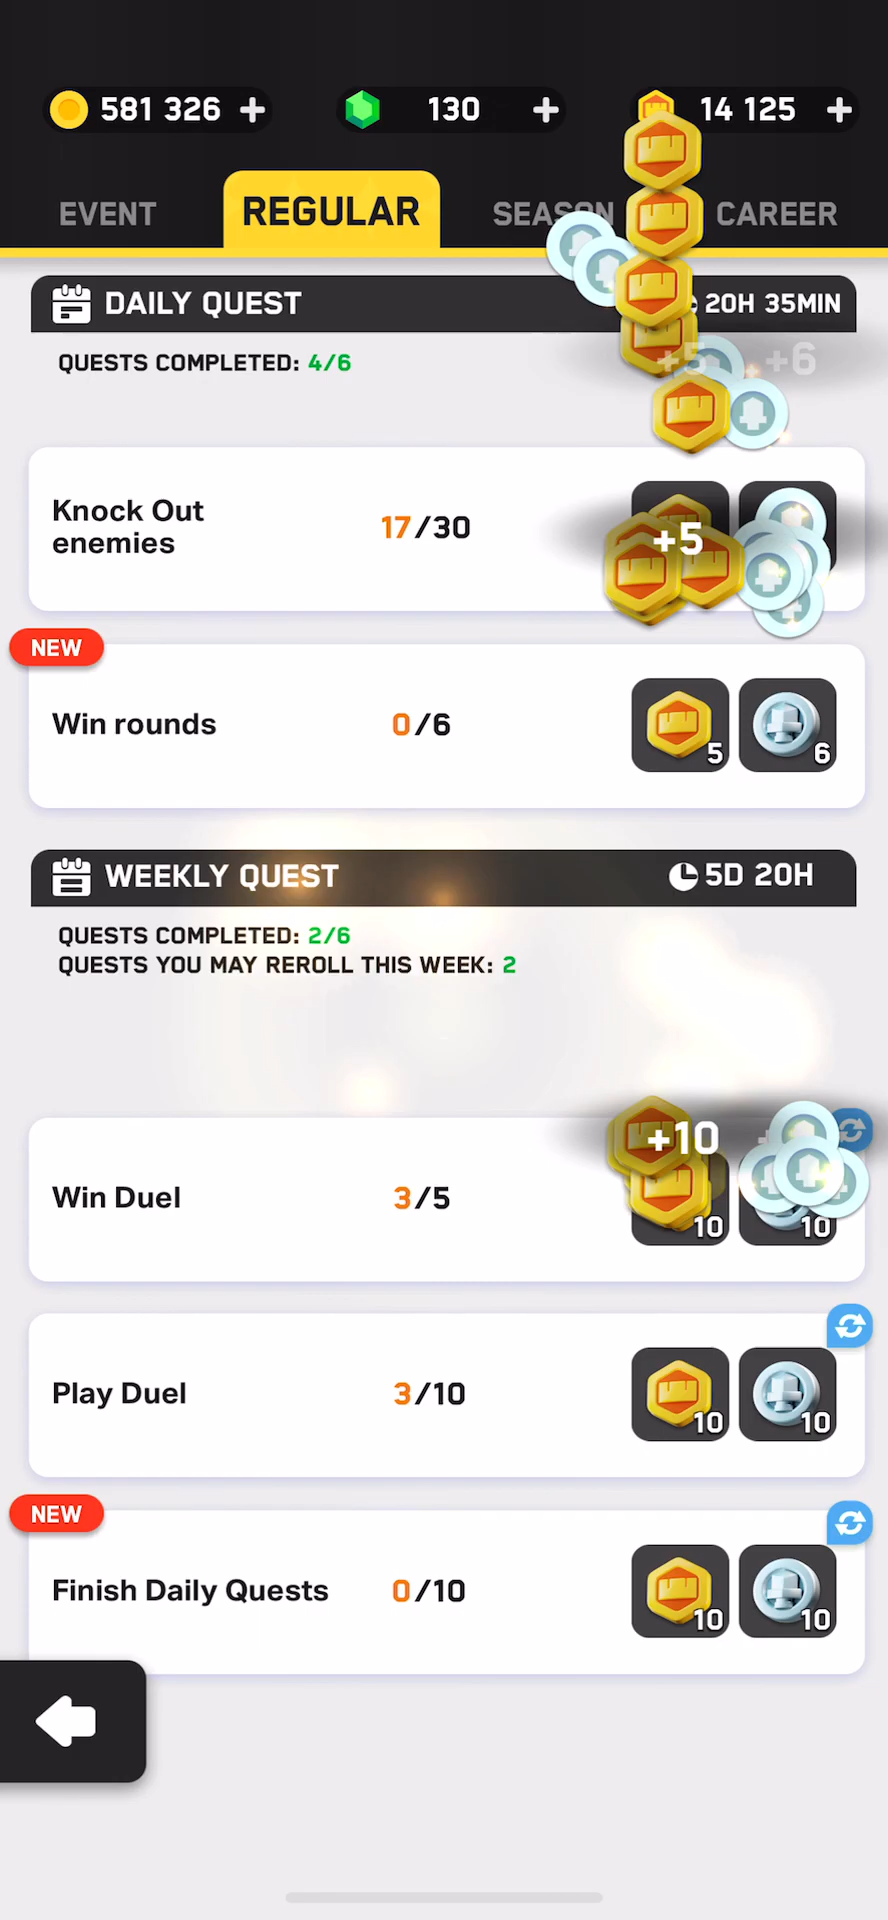 581 326
130
14 125
EVENT
REGULAR
SEASON
CAREER
DAILY QUEST
20H 35MIN
QUESTS COMPLETED: 4/6
+5
+6
Knock Out
enemies
17/30
+5
NEW
Win rounds
0/6
5
6
WEEKLY QUEST
5D 20H
QUESTS COMPLETED: 2/6
QUESTS YOU MAY REROLL THIS WEEK: 2
+10
Win Duel
3/5
10
10
Play Duel
3/10
10
10
NEW
Finish Daily Quests
0/10
10
10